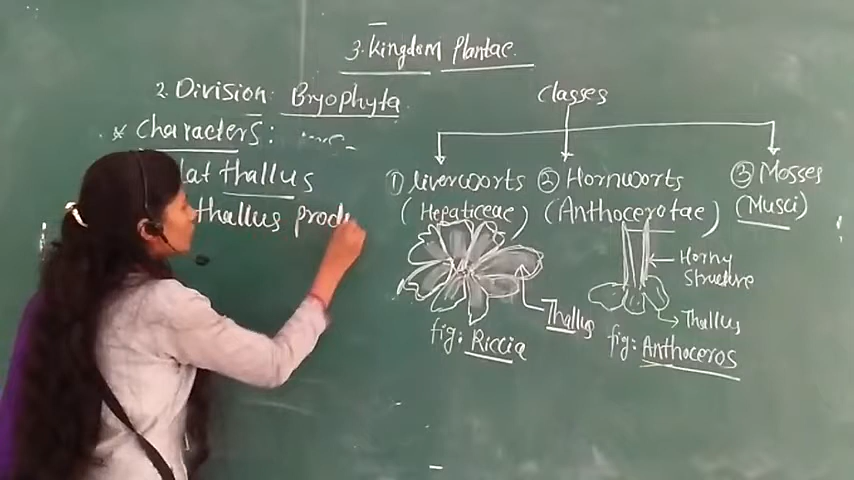 3. Kingdom Plantae.
2. Division: Bryophyta
* Characters:
lat thallus
thallus produ
Classes
① Liverworts
(Hepaticeae)
② Hornworts
(Anthocerotae)
③ Mosses
(Musci)
Thallus
fig: Riccia
Horny
Structure
Thallus
fig: Anthoceros